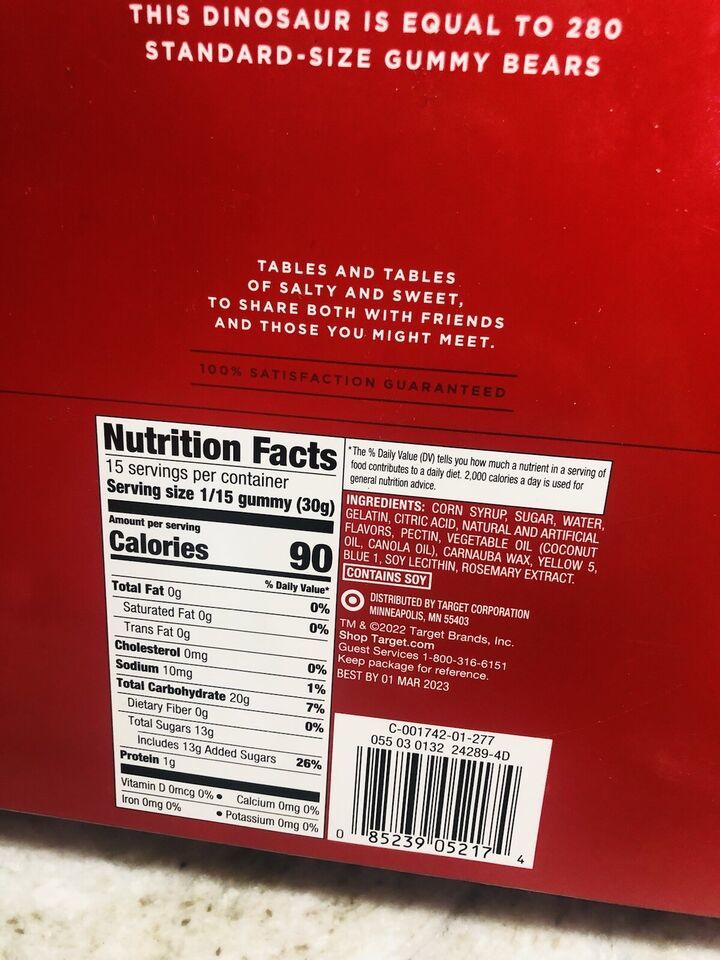 THIS DINOSAUR IS EQUAL TO 280
STANDARD-SIZE GUMMY BEARS
TABLES AND TABLES
OF SALTY AND SWEET,
TO SHARE BOTH WITH FRIENDS
AND THOSE YOU MIGHT MEET.
100% SATISFACTION GUARANTEED
Nutrition Facts
15 servings per container
Serving size 1/15 gummy (30g)
Amount per serving
Calories 90
% Daily Value*
Total Fat 0g 0%
Saturated Fat 0g 0%
Trans Fat 0g
Cholesterol 0mg 0%
Sodium 10mg 1%
Total Carbohydrate 20g 7%
Dietary Fiber 0g 0%
Total Sugars 13g
Includes 13g Added Sugars 26%
Protein 1g
Vitamin D 0mcg 0% • Calcium 0mg 0%
Iron 0mg 0% • Potassium 0mg 0%
*The % Daily Value (DV) tells you how much a nutrient in a serving of
food contributes to a daily diet. 2,000 calories a day is used for
general nutrition advice.
INGREDIENTS: CORN SYRUP, SUGAR, WATER,
GELATIN, CITRIC ACID, NATURAL AND ARTIFICIAL
FLAVORS, PECTIN, VEGETABLE OIL (COCONUT
OIL, CANOLA OIL), CARNAUBA WAX, YELLOW 5,
BLUE 1, SOY LECITHIN, ROSEMARY EXTRACT.
CONTAINS SOY
DISTRIBUTED BY TARGET CORPORATION
MINNEAPOLIS, MN 55403
TM & ©2022 Target Brands, Inc.
Shop Target.com
Guest Services 1-800-316-6151
Keep package for reference.
BEST BY 01 MAR 2023
C-001742-01-277
055 03 0132 24289-4D
0 85239 05217 4